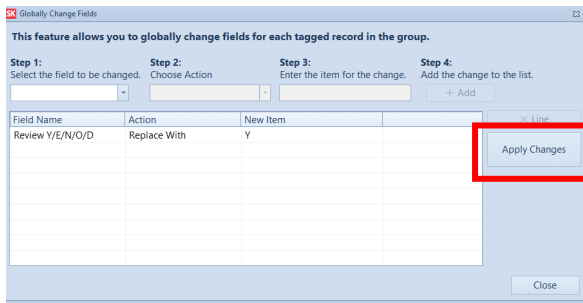 SK Globally Change Fields
This feature allows you to globally change fields for each tagged record in the group.
Step 1: Step 2: Step 3: Step 4:
Select the field to be changed. Choose Action Enter the item for the change. Add the change to the list.
+ Add
Field Name Action New Item × Line
Review Y/E/N/O/D Replace With Y
Apply Changes
Close